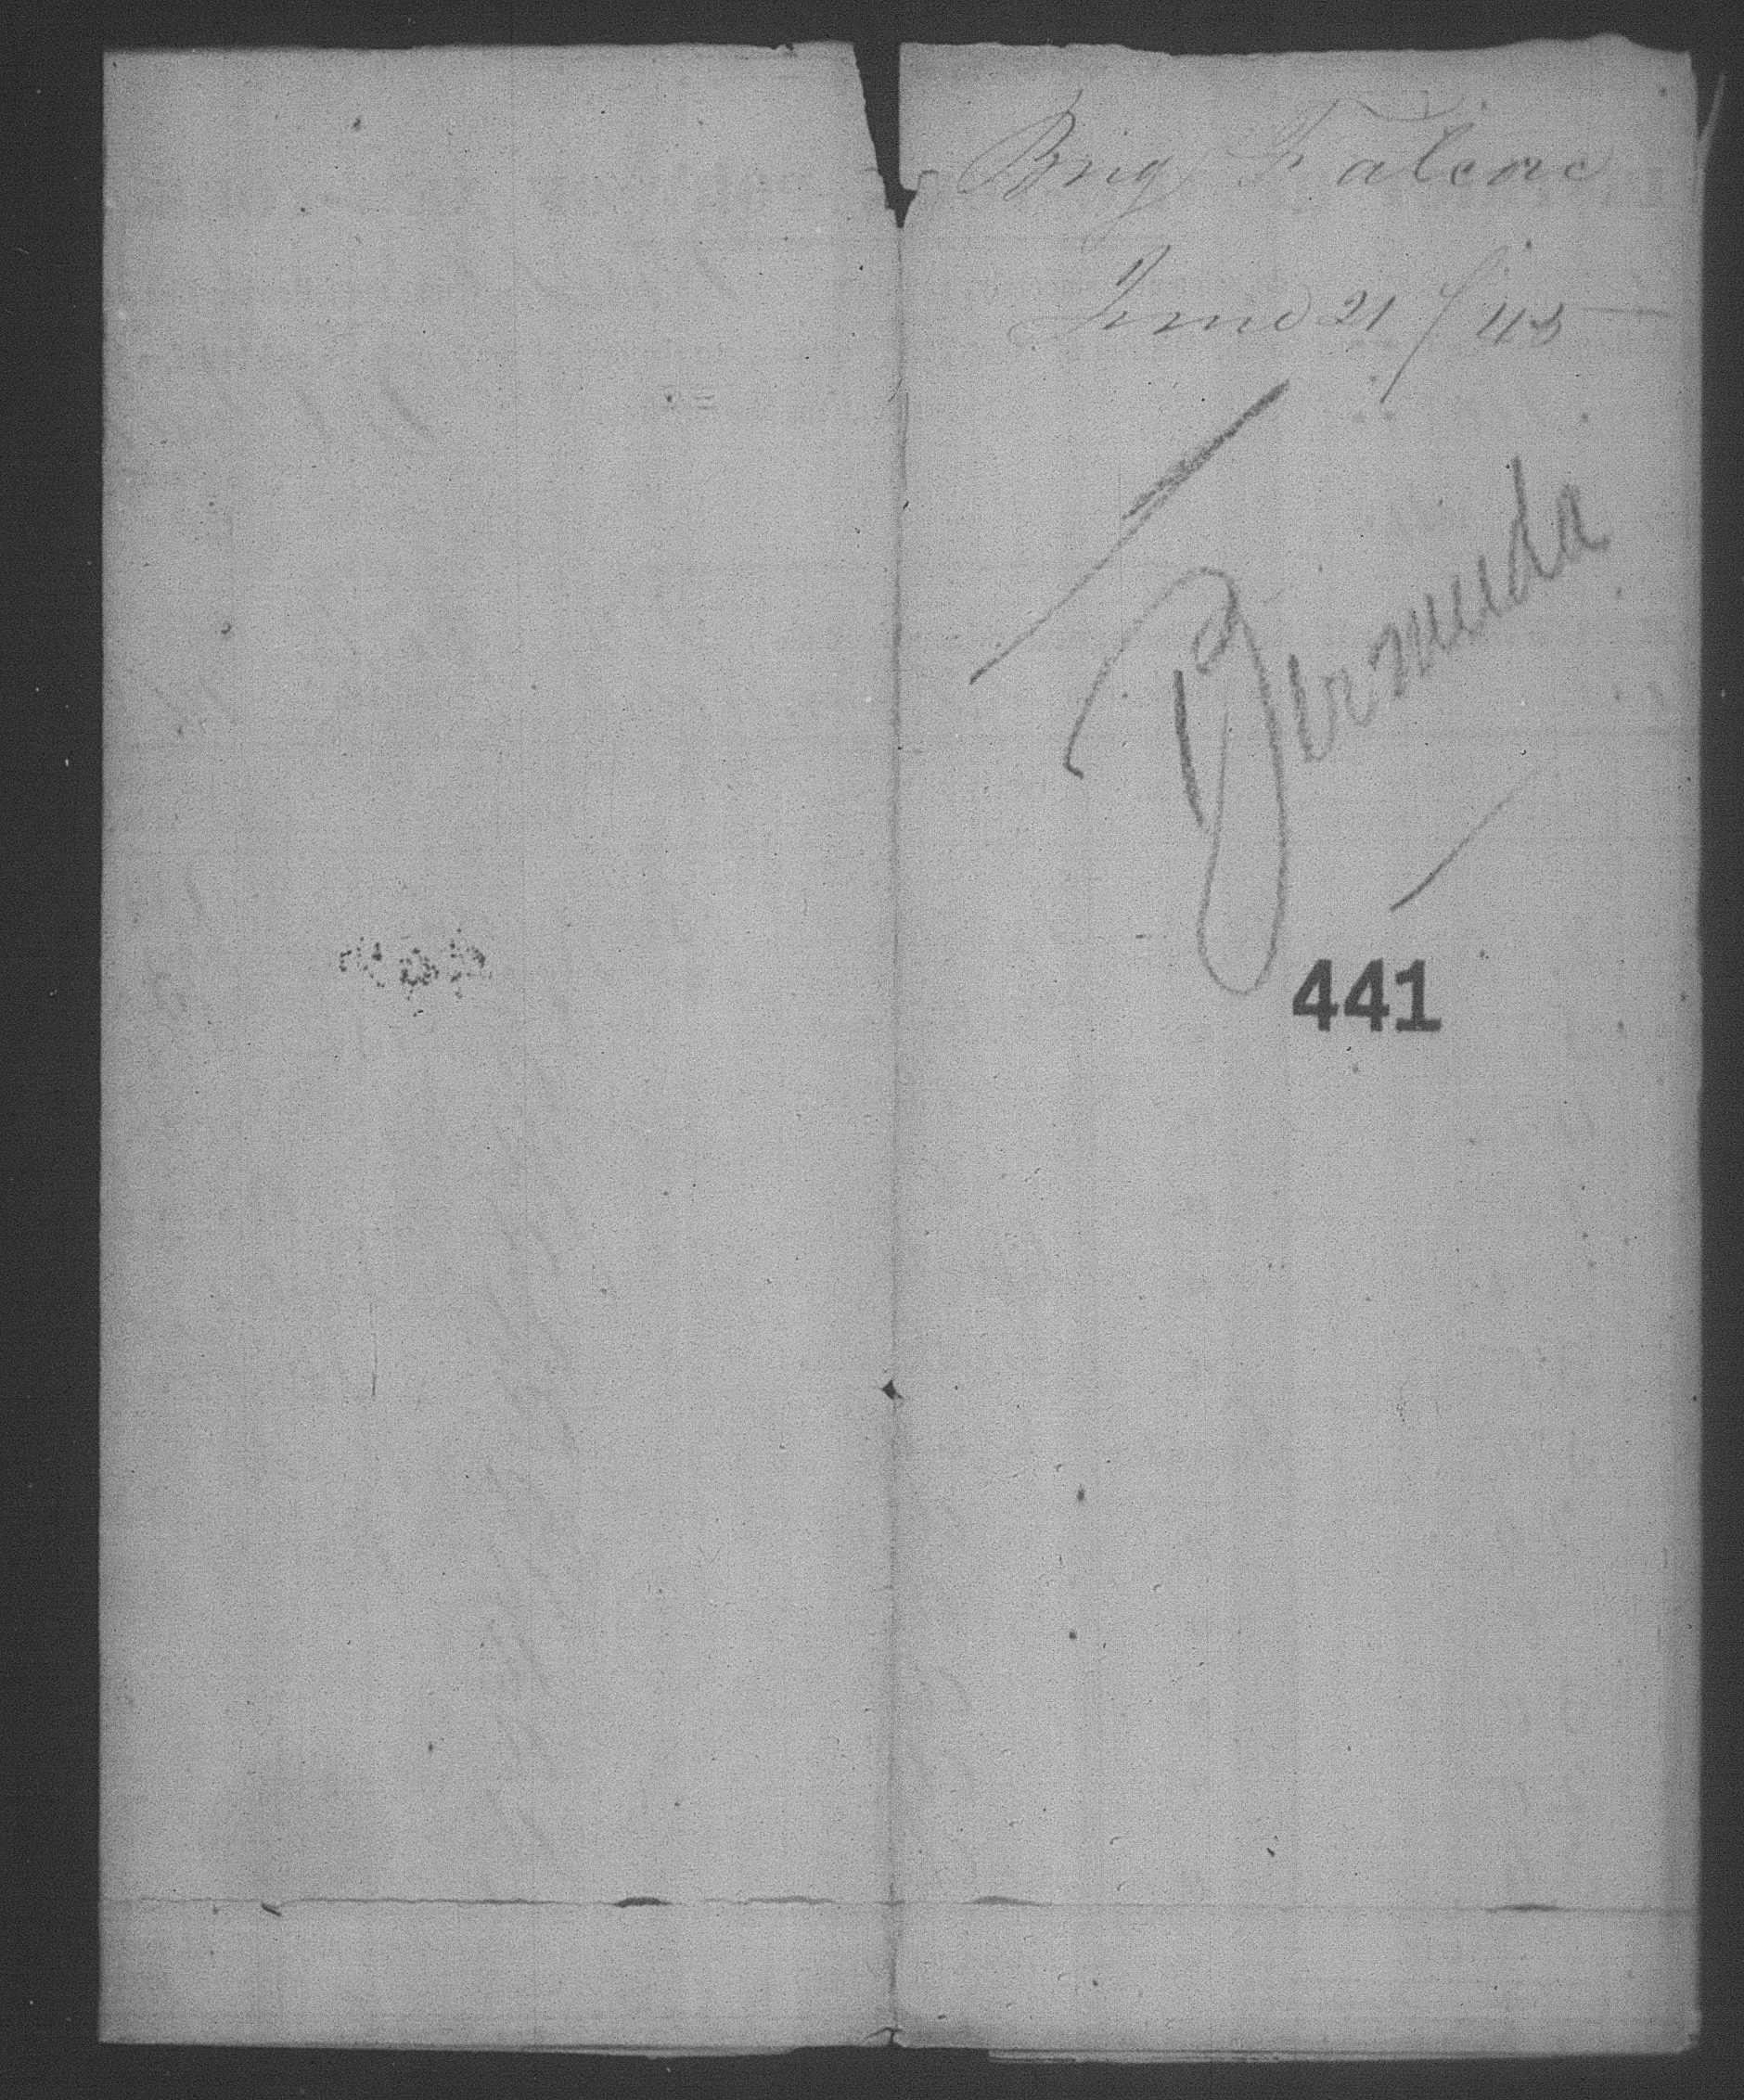 Brig Falcon
June 21 / 45
Bermuda
441